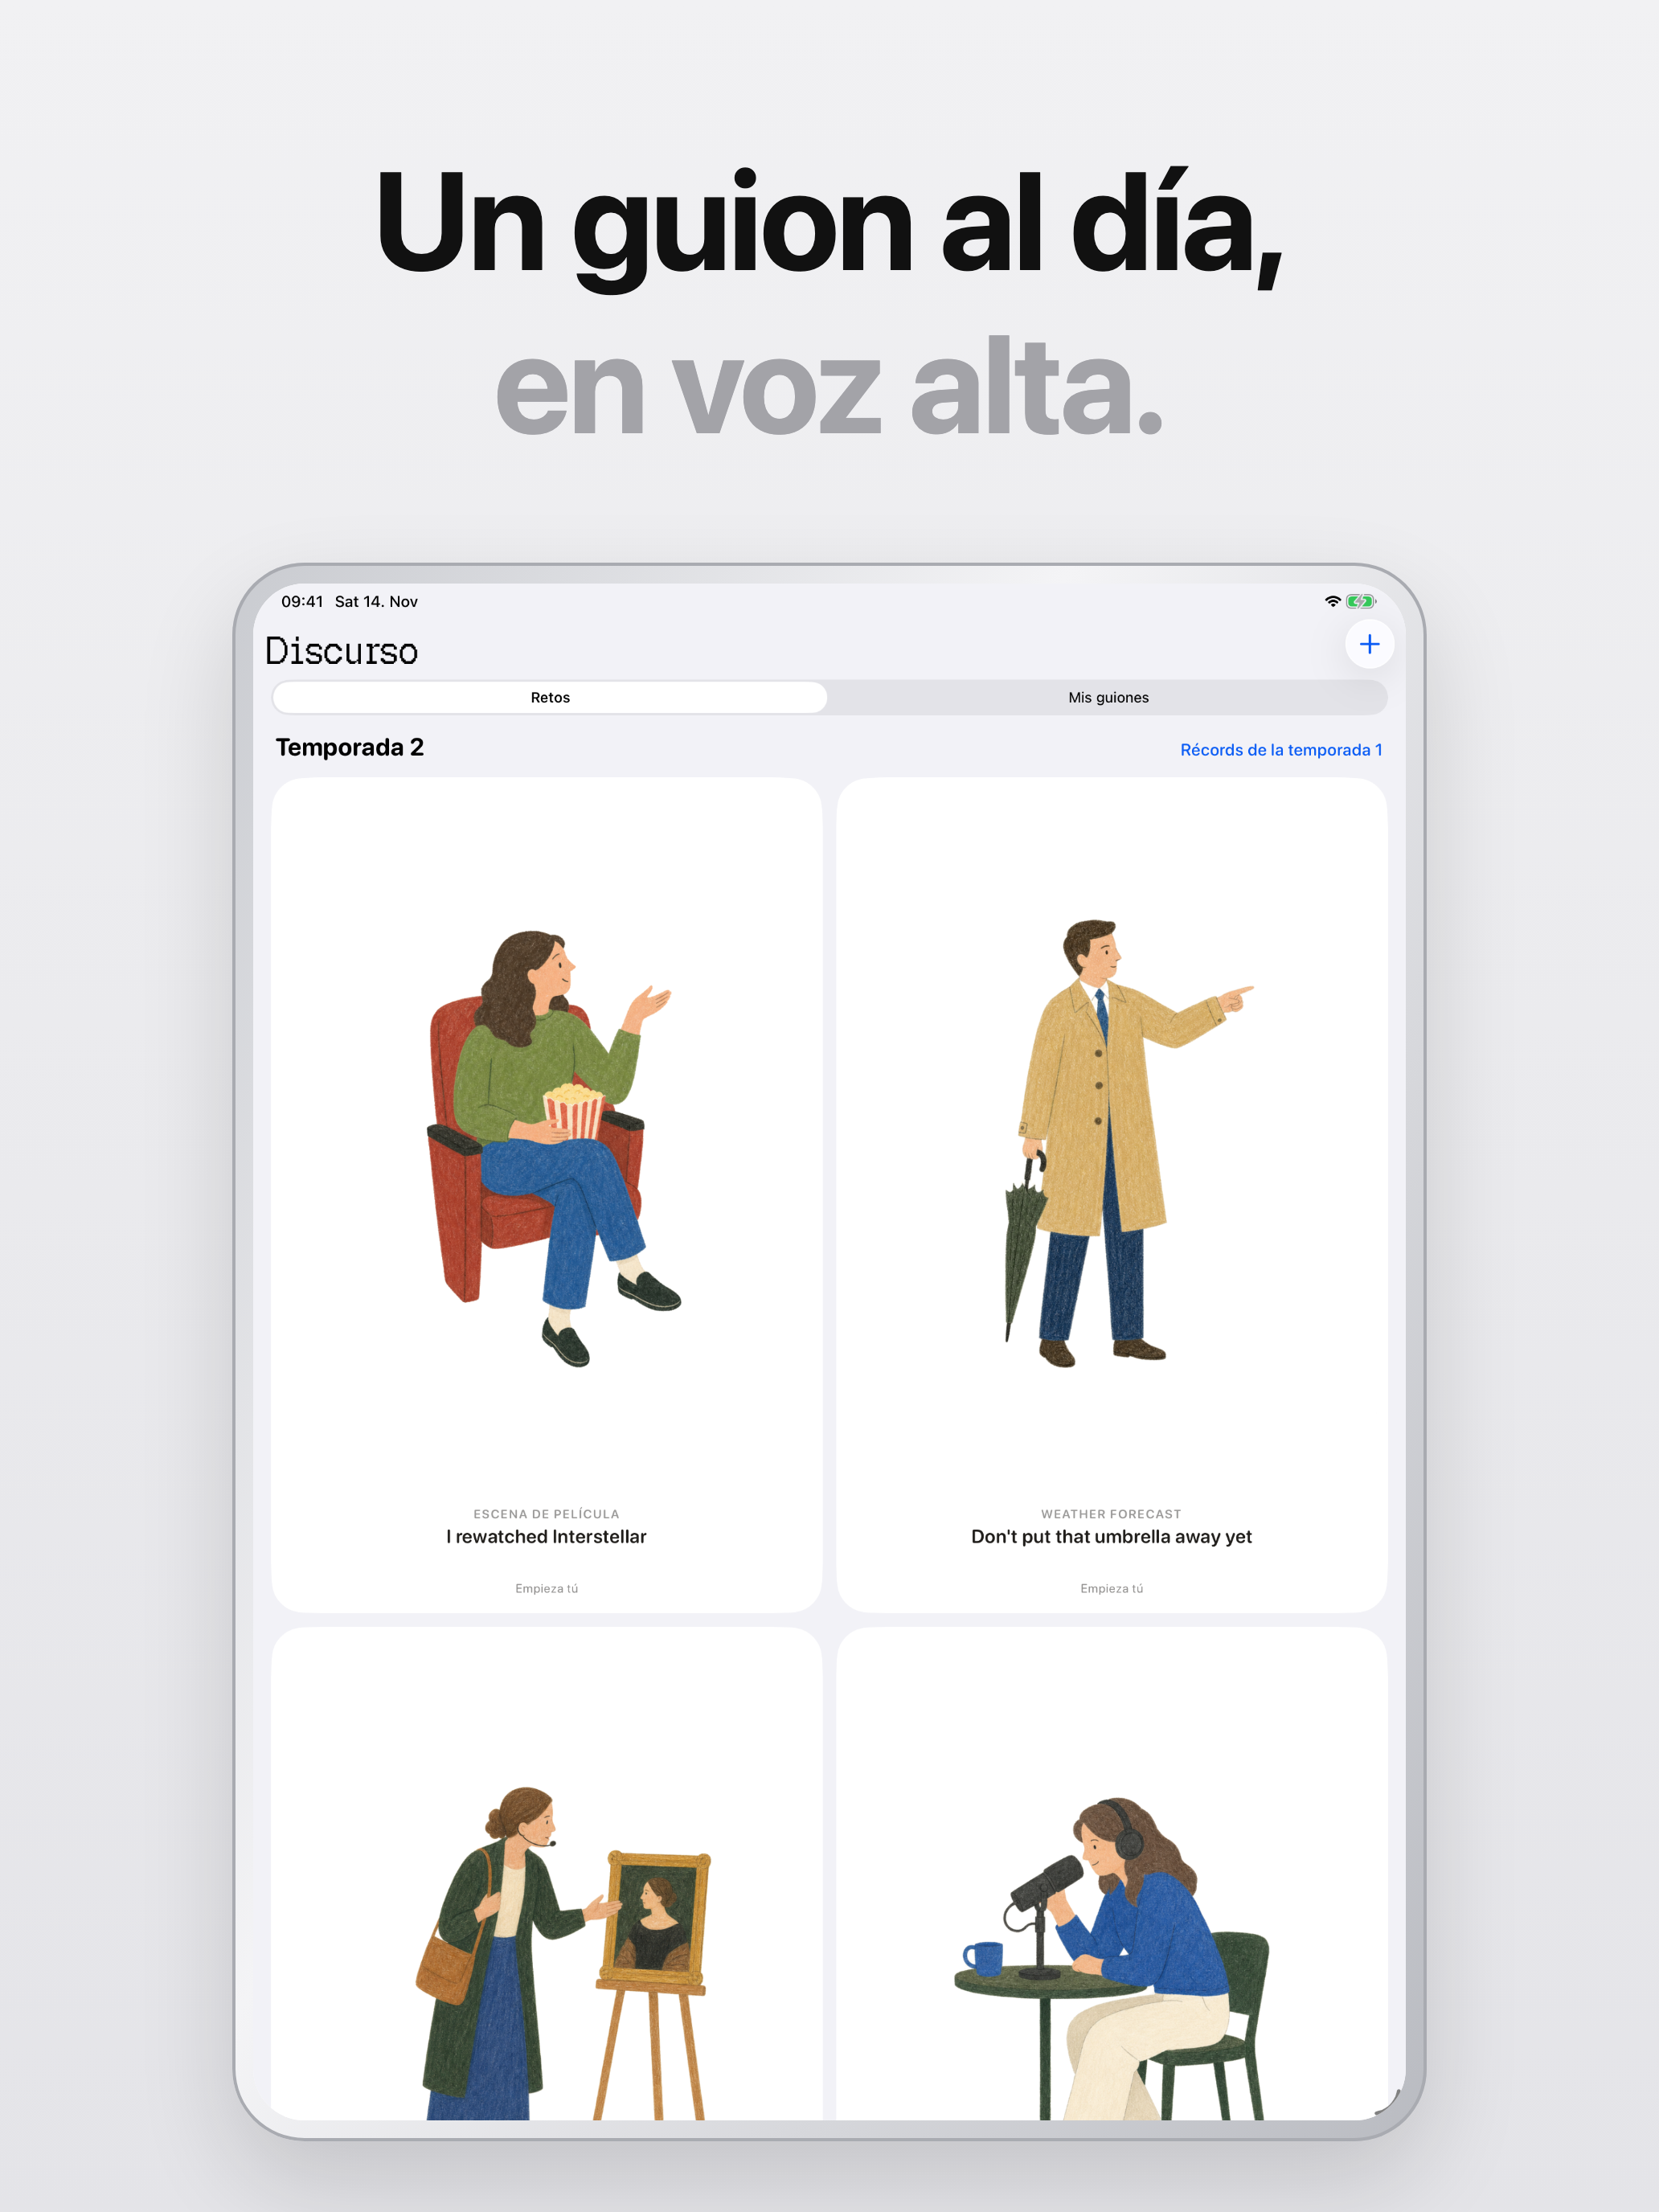 Un guion al día,
en voz alta.
09:41 Sat 14. Nov
Discurso
Retos
Mis guiones
Temporada 2
Récords de la temporada 1
ESCENA DE PELÍCULA
I rewatched Interstellar
Empieza tú
WEATHER FORECAST
Don't put that umbrella away yet
Empieza tú